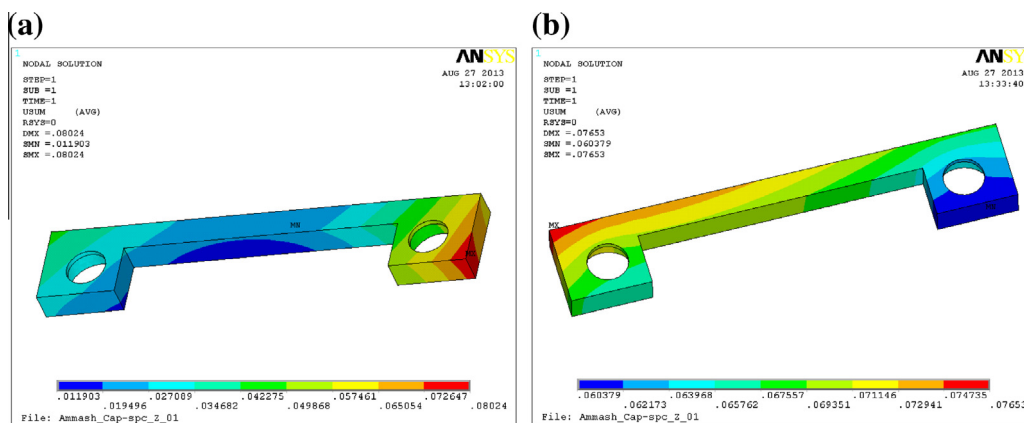 (a)
1
ANSYS
NODAL SOLUTION
AUG 27 2013
13:02:00
STEP=1
SUB =1
TIME=1
USUM (AVG)
RSYS=0
DMX =.08024
SMN =.011903
SMX =.08024
MN
MX
.011903 .027089 .042275 .057461 .072647
.019496 .034682 .049868 .065054 .08024
File: Ammash_Cap-spc_Z_01
(b)
1
ANSYS
NODAL SOLUTION
AUG 27 2013
13:33:40
STEP=1
SUB =1
TIME=1
USUM (AVG)
RSYS=0
DMX =.07653
SMN =.060379
SMX =.07653
MX
MN
.060379 .063968 .067557 .071146 .074735
.062173 .065762 .069351 .072941 .07653
File: Ammash_Cap-spc_Z_01